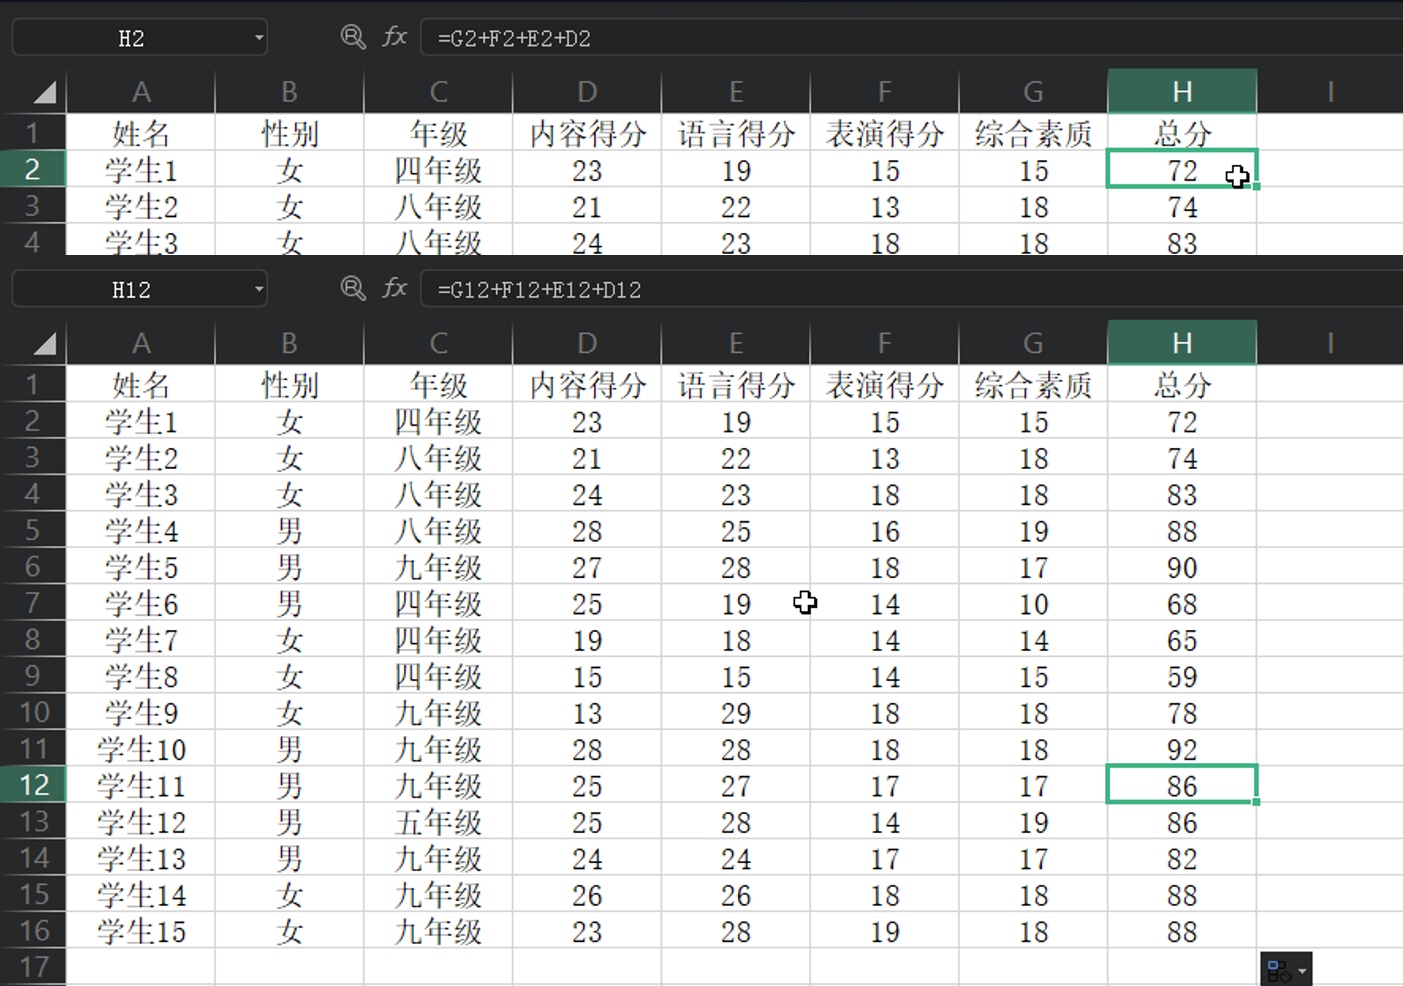 H2 fx =G2+F2+E2+D2
A B C D E F G H I
1 姓名 性别 年级 内容得分 语言得分 表演得分 综合素质 总分
2 学生1 女 四年级 23 19 15 15 72
3 学生2 女 八年级 21 22 13 18 74
4 学生3 女 八年级 24 23 18 18 83
H12 fx =G12+F12+E12+D12
A B C D E F G H I
1 姓名 性别 年级 内容得分 语言得分 表演得分 综合素质 总分
2 学生1 女 四年级 23 19 15 15 72
3 学生2 女 八年级 21 22 13 18 74
4 学生3 女 八年级 24 23 18 18 83
5 学生4 男 八年级 28 25 16 19 88
6 学生5 男 九年级 27 28 18 17 90
7 学生6 男 四年级 25 19 14 10 68
8 学生7 女 四年级 19 18 14 14 65
9 学生8 女 四年级 15 15 14 15 59
10 学生9 女 九年级 13 29 18 18 78
11 学生10 男 九年级 28 28 18 18 92
12 学生11 男 九年级 25 27 17 17 86
13 学生12 男 五年级 25 28 14 19 86
14 学生13 男 九年级 24 24 17 17 82
15 学生14 女 九年级 26 26 18 18 88
16 学生15 女 九年级 23 28 19 18 88
17